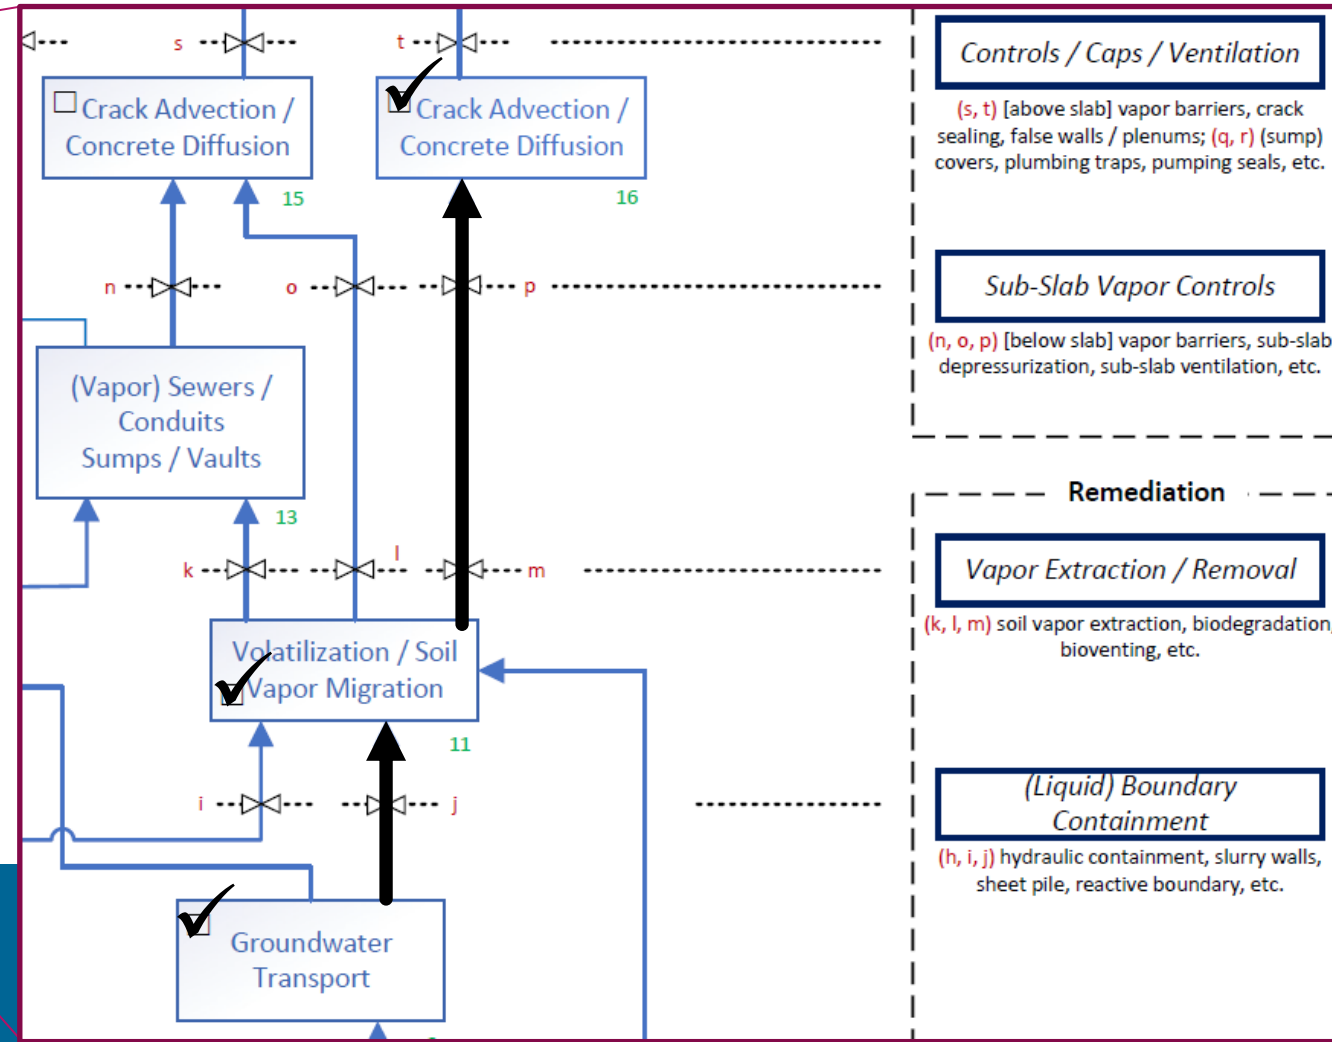 s
t
Crack Advection /
Concrete Diffusion
15
Crack Advection /
Concrete Diffusion
16
n
o
p
(Vapor) Sewers /
Conduits
Sumps / Vaults
13
k
l
m
Volatilization / Soil
Vapor Migration
11
i
j
Groundwater
Transport
Controls / Caps / Ventilation
(s, t) [above slab] vapor barriers, crack
sealing, false walls / plenums; (q, r) (sump)
covers, plumbing traps, pumping seals, etc.
Sub-Slab Vapor Controls
(n, o, p) [below slab] vapor barriers, sub-slab
depressurization, sub-slab ventilation, etc.
Remediation
Vapor Extraction / Removal
(k, l, m) soil vapor extraction, biodegradation,
bioventing, etc.
(Liquid) Boundary
Containment
(h, i, j) hydraulic containment, slurry walls,
sheet pile, reactive boundary, etc.